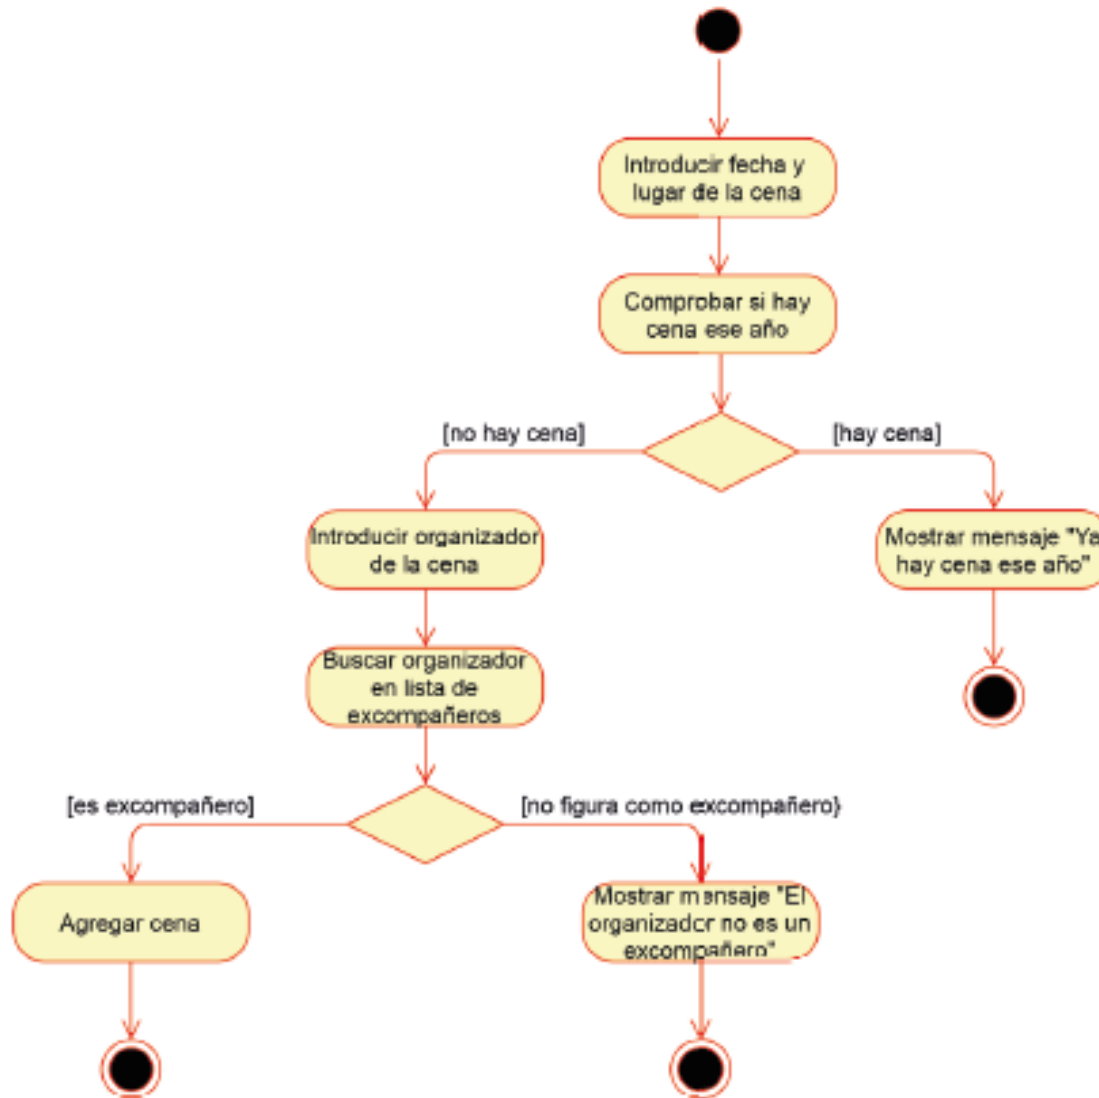 Introducir fecha y
lugar de la cena
Comprobar si hay
cena ese año
[no hay cena]
[hay cena]
Introducir organizador
de la cena
Mostrar mensaje "Ya
hay cena ese año"
Buscar organizador
en lista de
excompañeros
[es excompañero]
[no figura como excompañero}
Agregar cena
Mostrar mensaje "El
organizador no es un
excompañero"